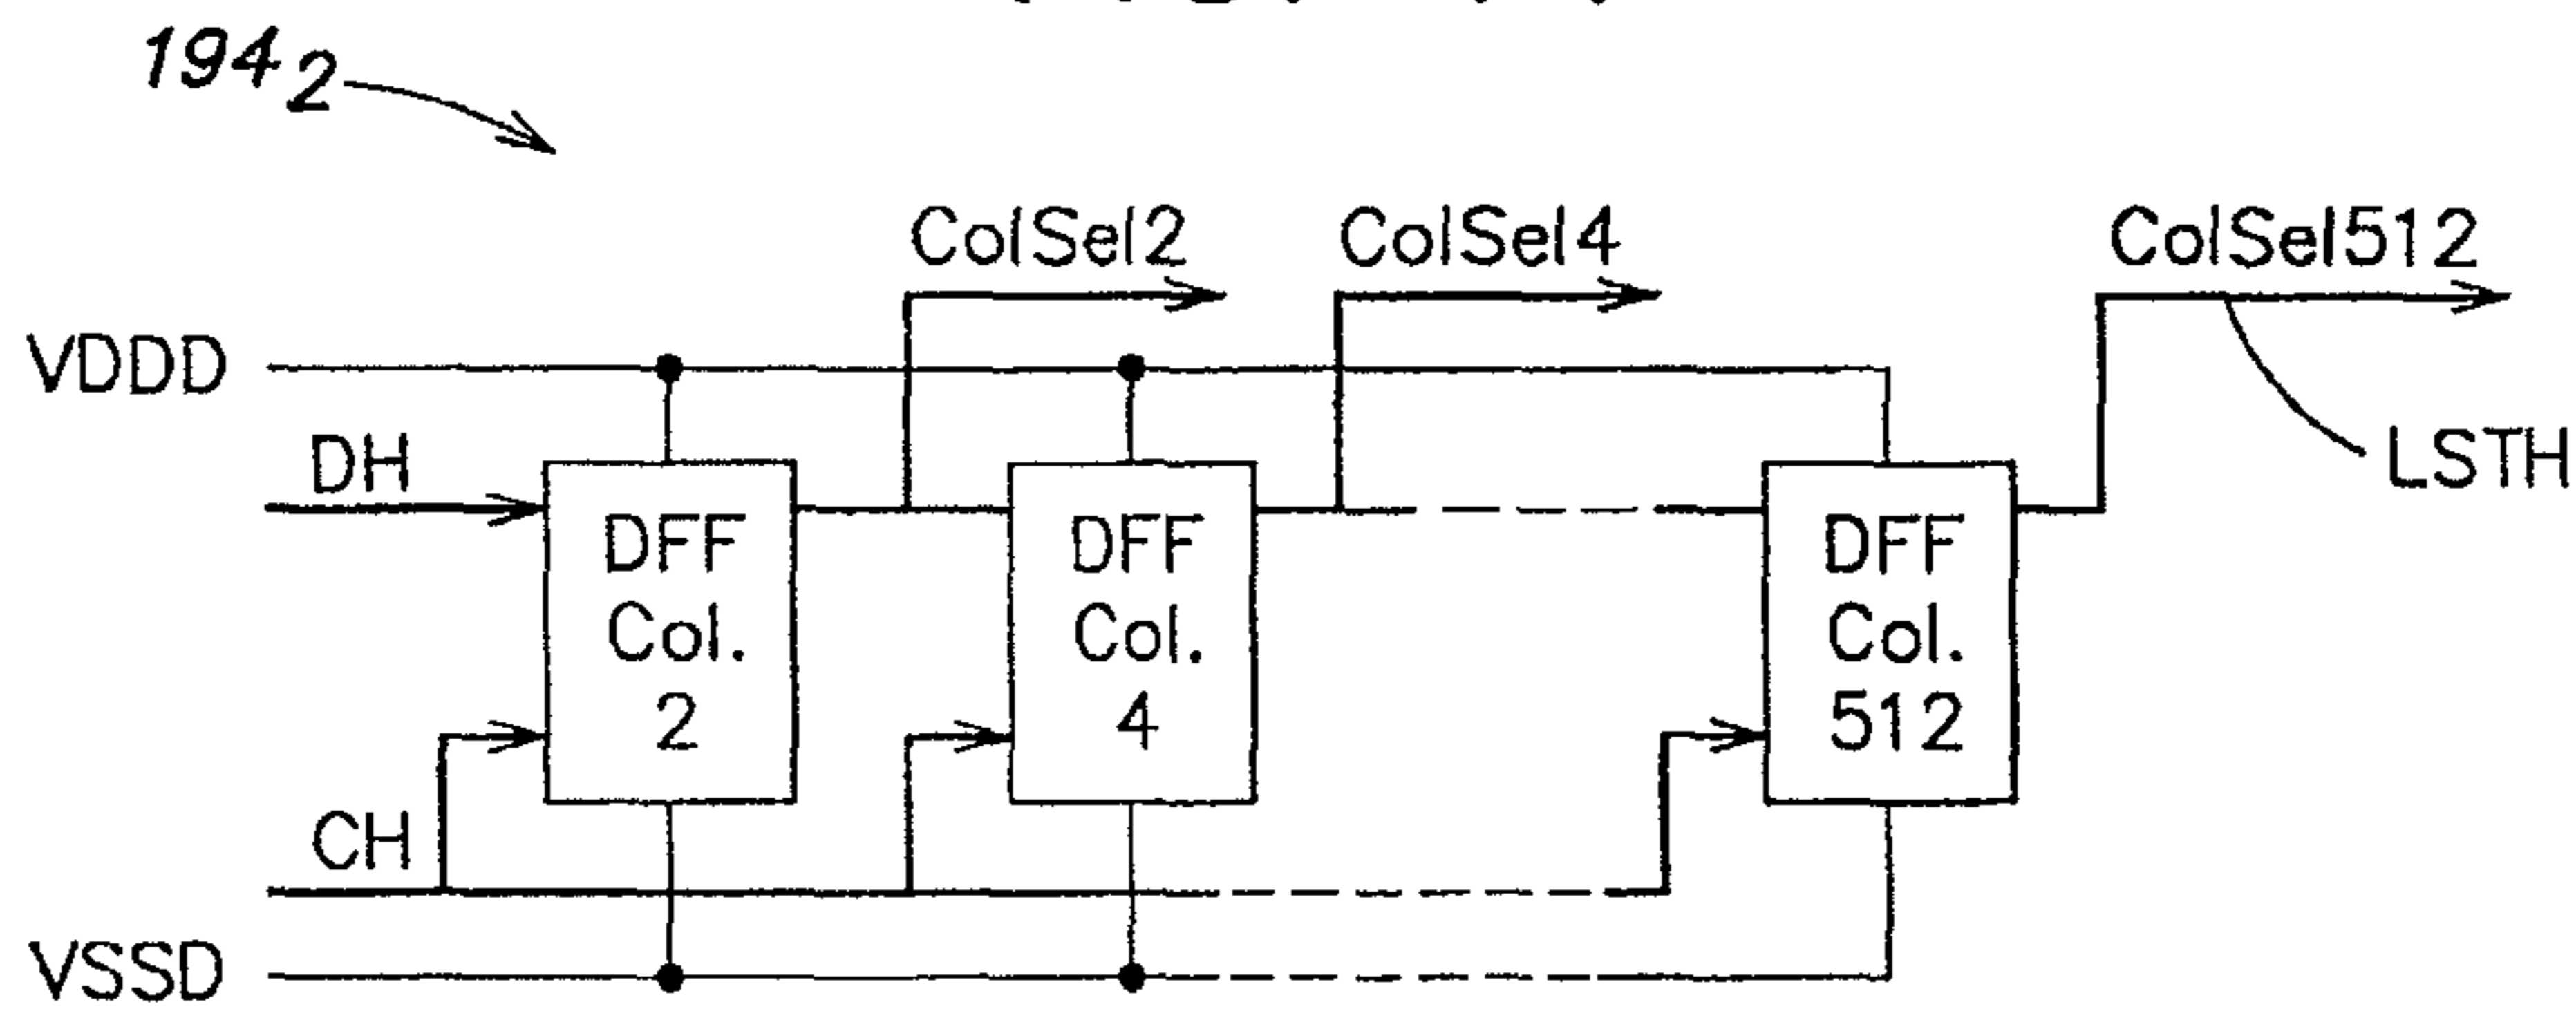 194₂
ColSel2
ColSel4
ColSel512
VDDD
DH
LSTH
DFF
Col.
2
DFF
Col.
4
DFF
Col.
512
CH
VSSD